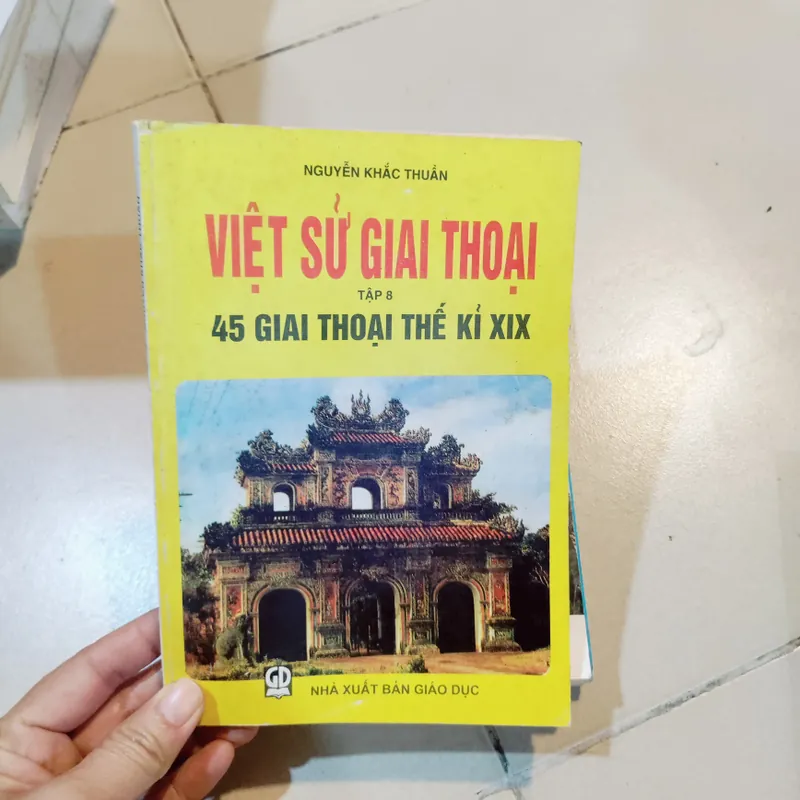 NGUYỄN KHẮC THUẦN
VIỆT SỬ GIAI THOẠI
TẬP 8
45 GIAI THOẠI THẾ KỈ XIX
GD
NHÀ XUẤT BẢN GIÁO DỤC